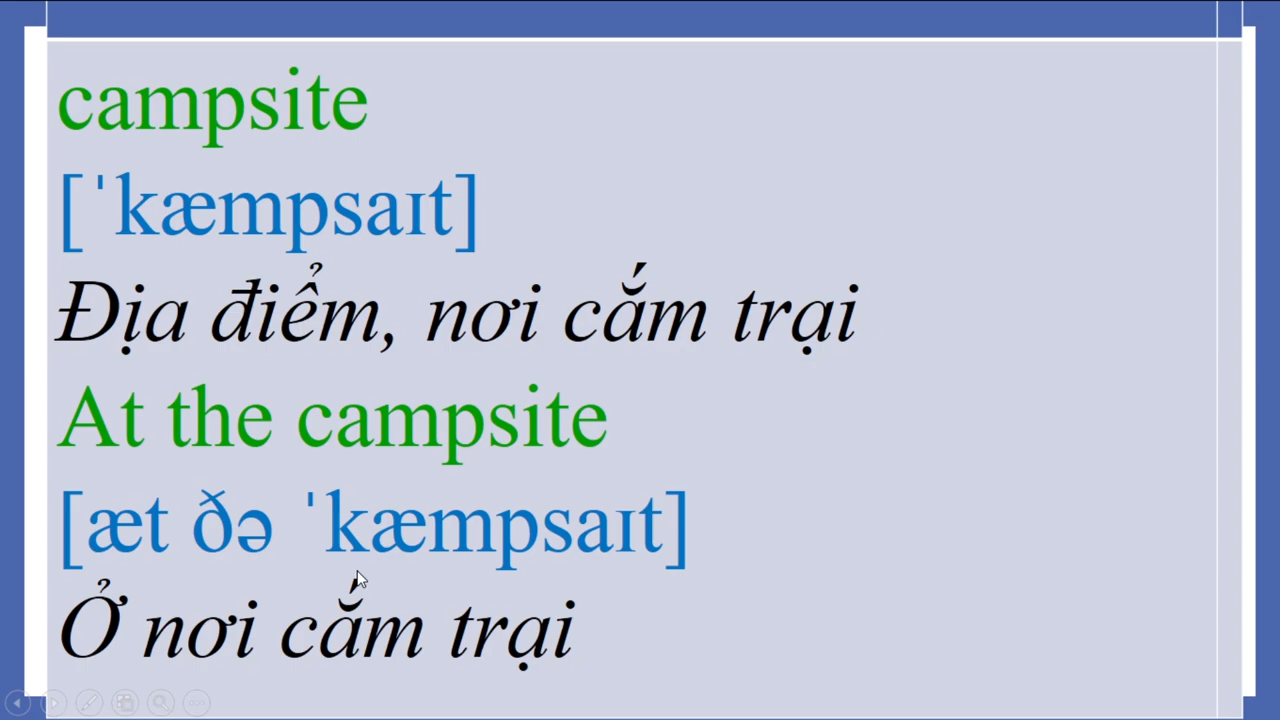 campsite
[ˈkæmpsaɪt]
Địa điểm, nơi cắm trại
At the campsite
[æt ðə ˈkæmpsaɪt]
Ở nơi cắm trại